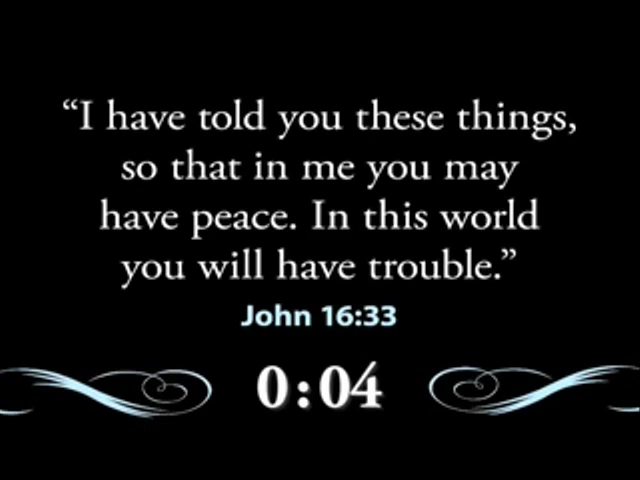 “I have told you these things,
so that in me you may
have peace. In this world
you will have trouble.”
John 16:33
0:04